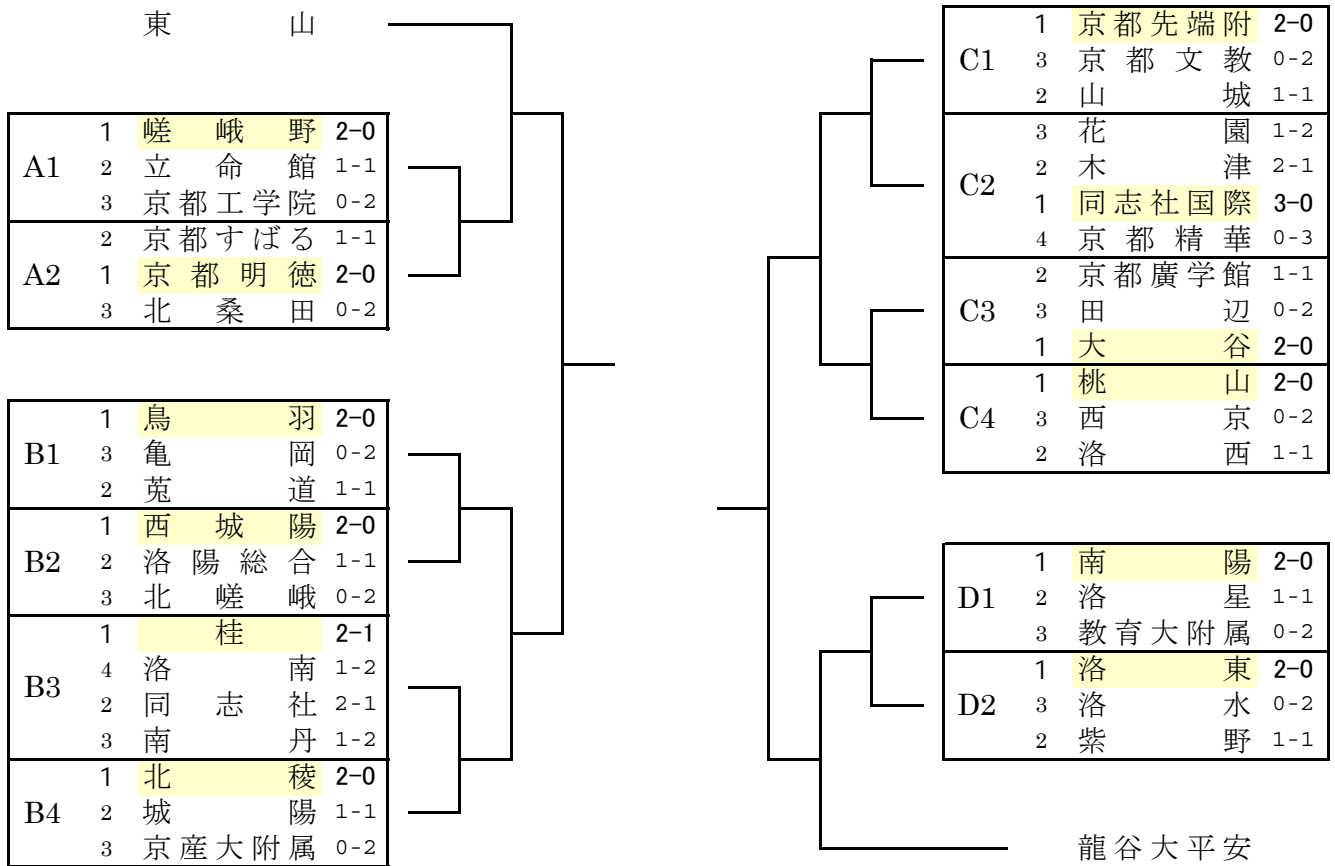 東山
A1
1 嵯峨野 2-0
2 立命館 1-1
3 京都工学院 0-2
A2
2 京都すばる 1-1
1 京都明徳 2-0
3 北桑田 0-2
B1
1 鳥羽 2-0
3 亀岡 0-2
2 莵道 1-1
B2
1 西城陽 2-0
2 洛陽総合 1-1
3 北嵯峨 0-2
B3
1 桂 2-1
4 洛南 1-2
2 同志社 2-1
3 南丹 1-2
B4
1 北稜 2-0
2 城陽 1-1
3 京産大附属 0-2
C1
1 京都先端附 2-0
3 京都文教 0-2
2 山城 1-1
C2
3 花園 1-2
2 木津 2-1
1 同志社国際 3-0
4 京都精華 0-3
C3
2 京都廣学館 1-1
3 田辺 0-2
1 大谷 2-0
C4
1 桃山 2-0
3 西京 0-2
2 洛西 1-1
D1
1 南陽 2-0
2 洛星 1-1
3 教育大附属 0-2
D2
1 洛東 2-0
3 洛水 0-2
2 紫野 1-1
龍谷大平安